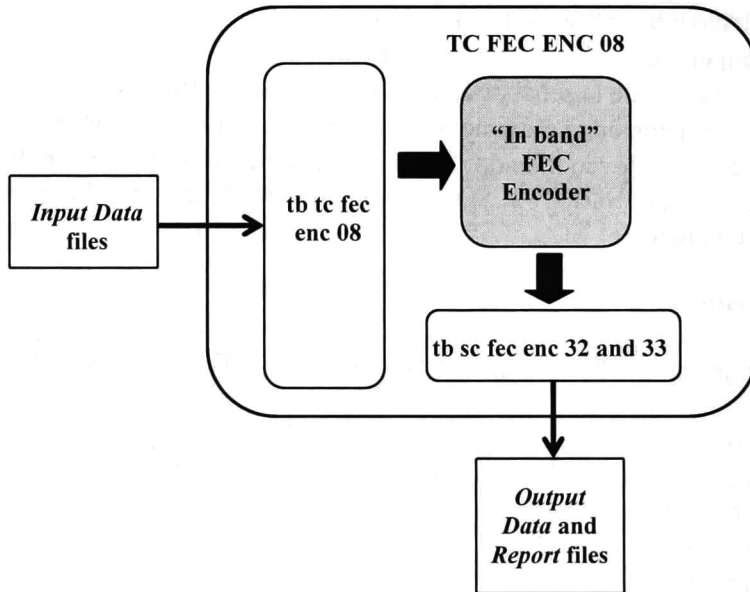 TC FEC ENC 08
“In band”
FEC
Encoder
Input Data
files
tb tc fec
enc 08
tb sc fec enc 32 and 33
Output
Data and
Report files